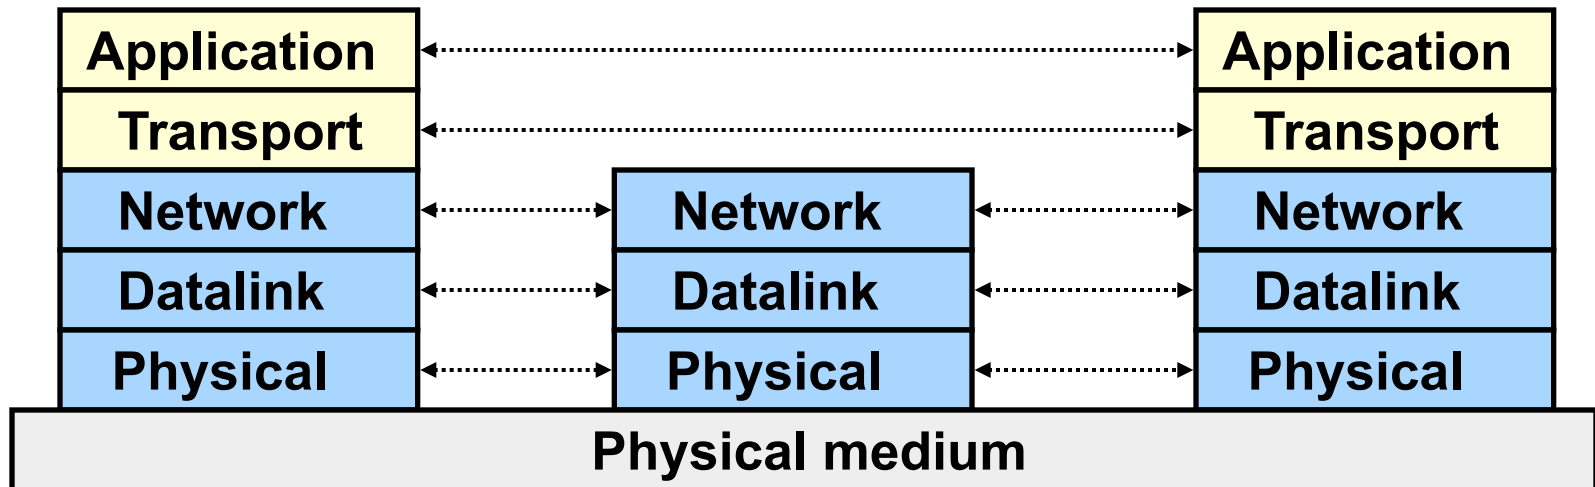 Application Application
Transport Transport
Network Network Network
Datalink Datalink Datalink
Physical Physical Physical
Physical medium